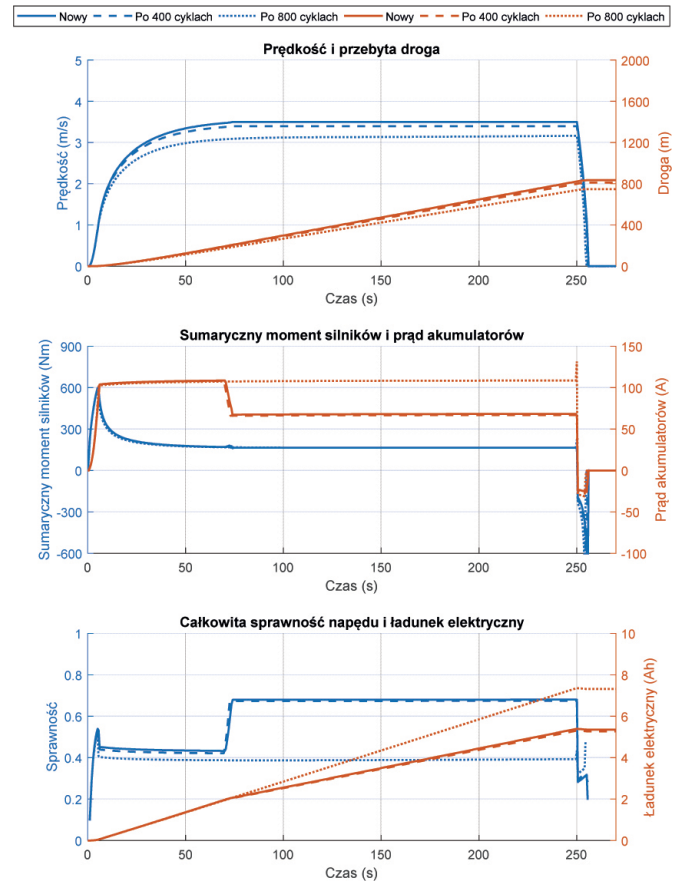 Nowy Po 400 cyklach Po 800 cyklach Nowy Po 400 cyklach Po 800 cyklach
Prędkość i przebyta droga
Prędkość (m/s)
5
4
3
2
1
0
2000
1600
1200
800
400
0
Droga (m)
0 50 100 150 200 250
Czas (s)
Sumaryczny moment silników i prąd akumulatorów
Sumaryczny moment silników (Nm)
900
600
300
0
-300
-600
150
100
50
0
-50
-100
Prąd akumulatorów (A)
0 50 100 150 200 250
Czas (s)
Całkowita sprawność napędu i ładunek elektryczny
Sprawność
1
0.8
0.6
0.4
0.2
0
10
8
6
4
2
0
Ładunek elektryczny (Ah)
0 50 100 150 200 250
Czas (s)